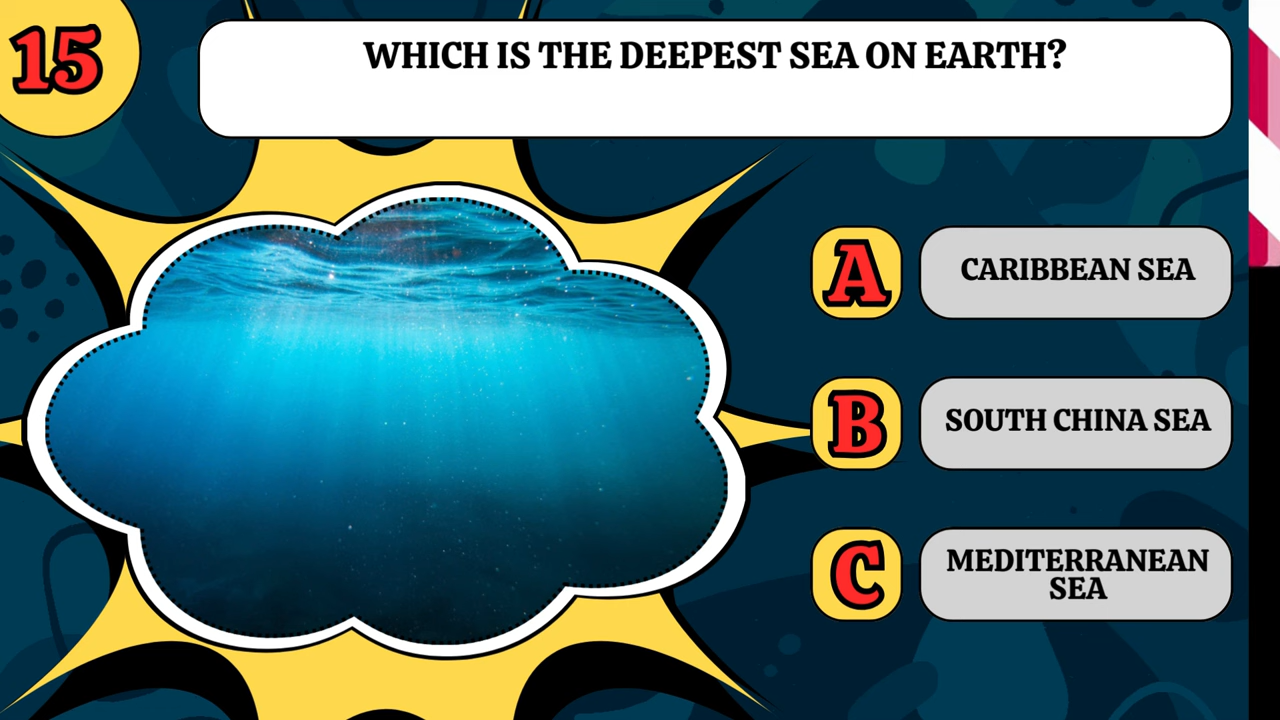 15
WHICH IS THE DEEPEST SEA ON EARTH?
A
CARIBBEAN SEA
B
SOUTH CHINA SEA
C
MEDITERRANEAN
SEA